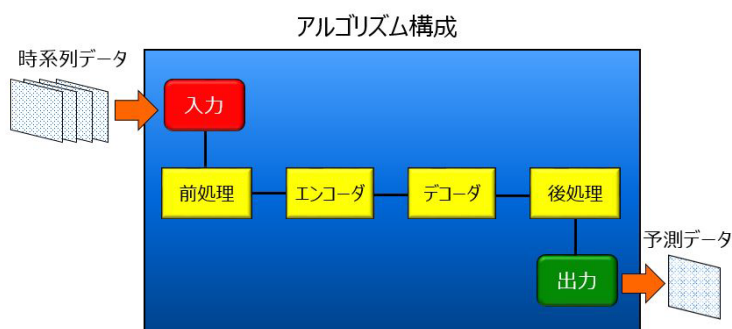 アルゴリズム構成
時系列データ
入力
前処理
エンコーダ
デコーダ
後処理
予測データ
出力